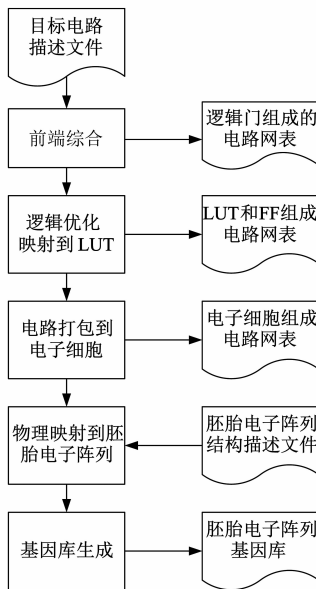 目标电路
描述文件
前端综合
逻辑门组成的
电路网表
逻辑优化
映射到 LUT
LUT和FF组成
电路网表
电路打包到
电子细胞
电子细胞组成
电路网表
物理映射到胚
胎电子阵列
胚胎电子阵列
结构描述文件
基因库生成
胚胎电子阵列
基因库